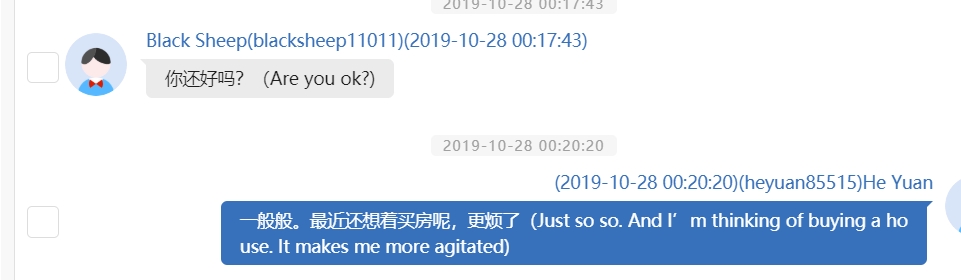 2019-10-28 00:17:43
Black Sheep(blacksheep11011)(2019-10-28 00:17:43)
你还好吗？（Are you ok?)
2019-10-28 00:20:20
(2019-10-28 00:20:20)(heyuan85515)He Yuan
一般般。最近还想着买房呢，更烦了（Just so so. And I’m thinking of buying a ho
use. It makes me more agitated)